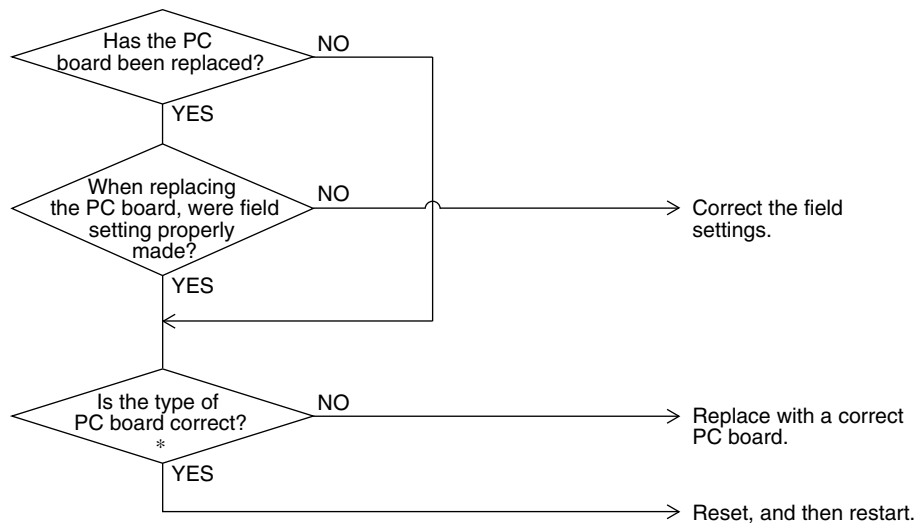 Has the PC
board been replaced?
NO
YES
When replacing
the PC board, were field
setting properly
made?
NO
Correct the field
settings.
YES
Is the type of
PC board correct?
*
NO
Replace with a correct
PC board.
YES
Reset, and then restart.